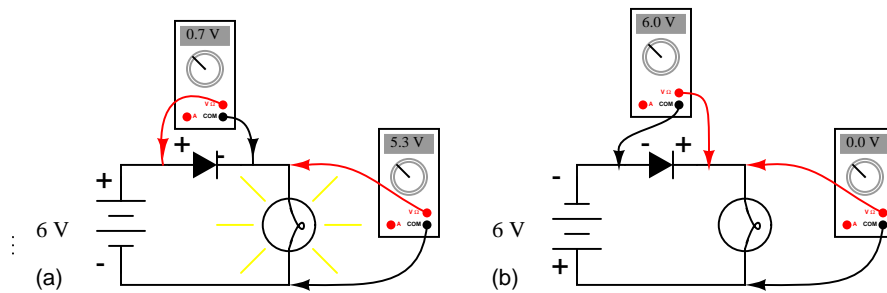 0.7 V
V Ω
A COM
+ -
5.3 V
V Ω
A COM
+
6 V
-
(a)
6.0 V
V Ω
A COM
- +
0.0 V
V Ω
A COM
-
6 V
+
(b)